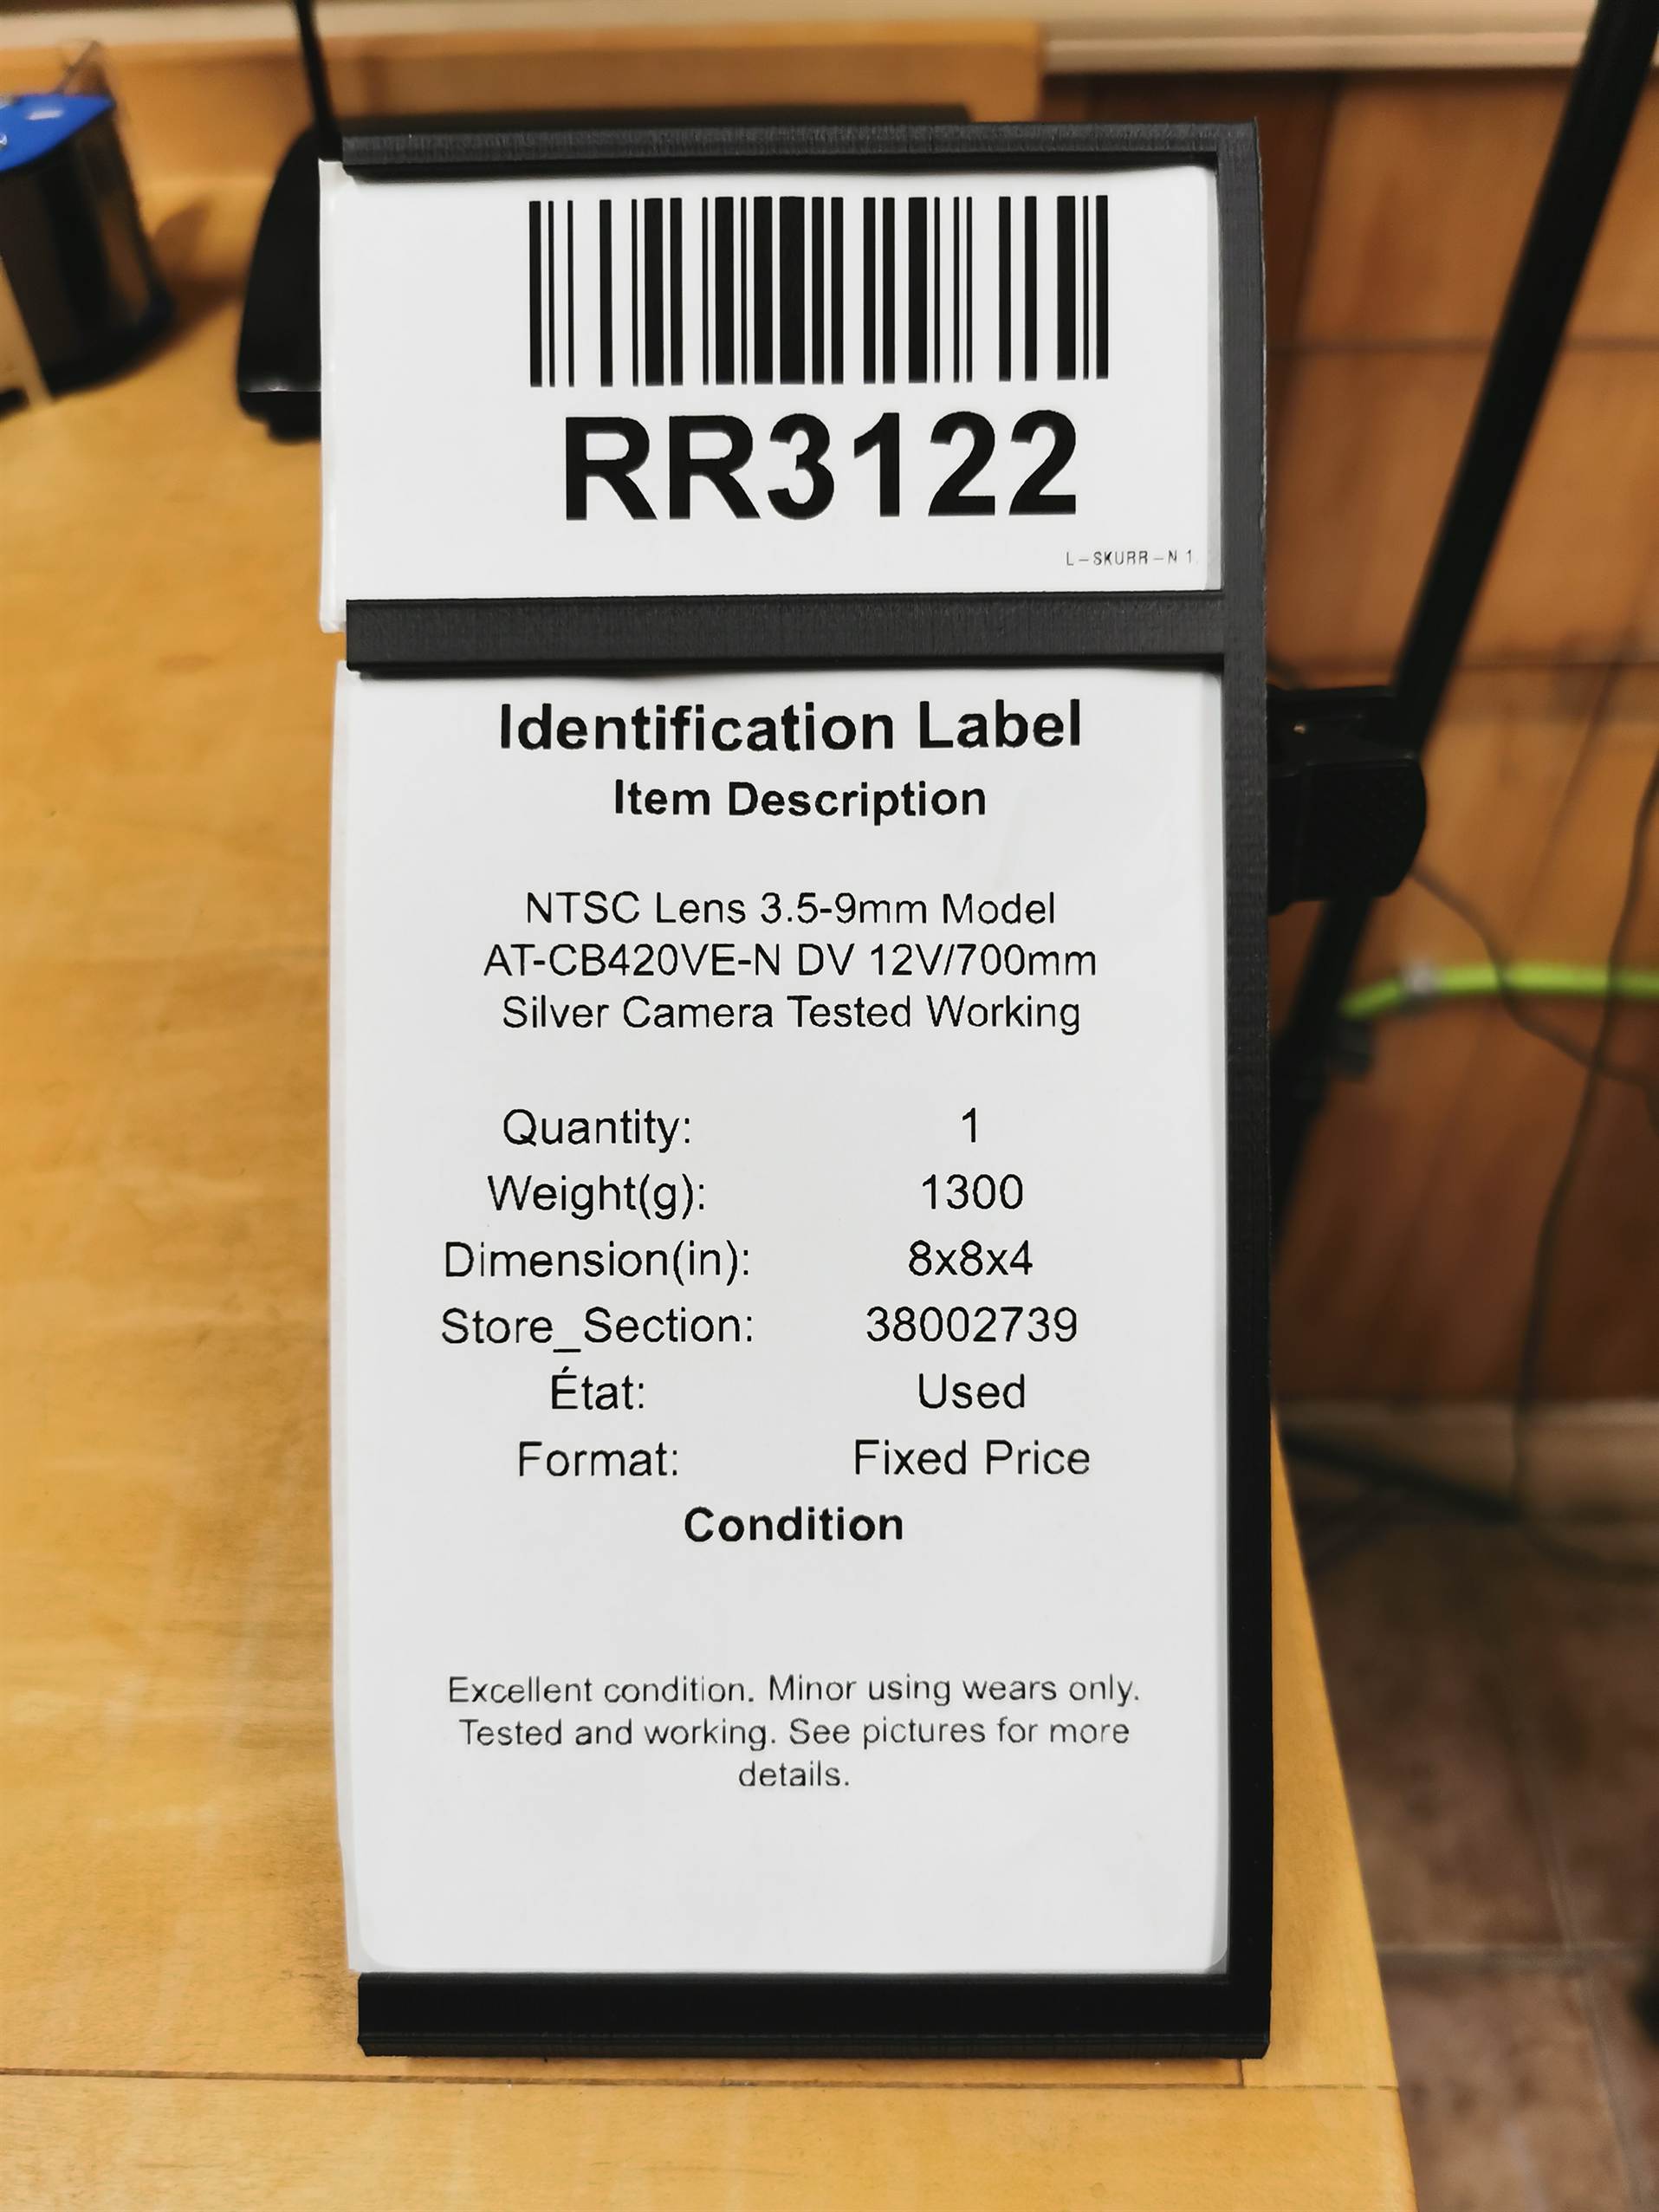 RR3122
L-SKURR-N 1
Identification Label
Item Description
NTSC Lens 3.5-9mm Model
AT-CB420VE-N DV 12V/700mm
Silver Camera Tested Working
Quantity: 1
Weight(g): 1300
Dimension(in): 8x8x4
Store_Section: 38002739
État: Used
Format: Fixed Price
Condition
Excellent condition. Minor using wears only.
Tested and working. See pictures for more
details.